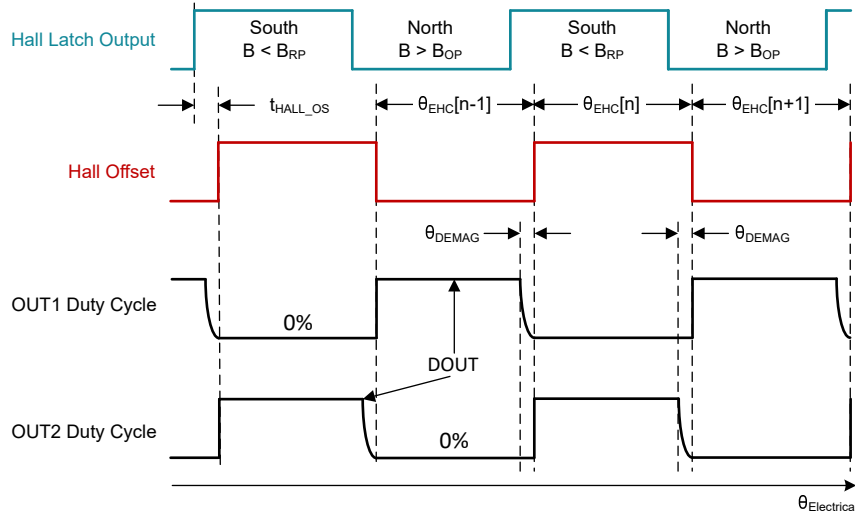 Hall Latch Output
South
B < BRP
North
B > BOP
South
B < BRP
North
B > BOP
tHALL_OS
θEHC[n-1]
θEHC[n]
θEHC[n+1]
Hall Offset
θDEMAG
θDEMAG
OUT1 Duty Cycle
0%
DOUT
OUT2 Duty Cycle
0%
θElectrica